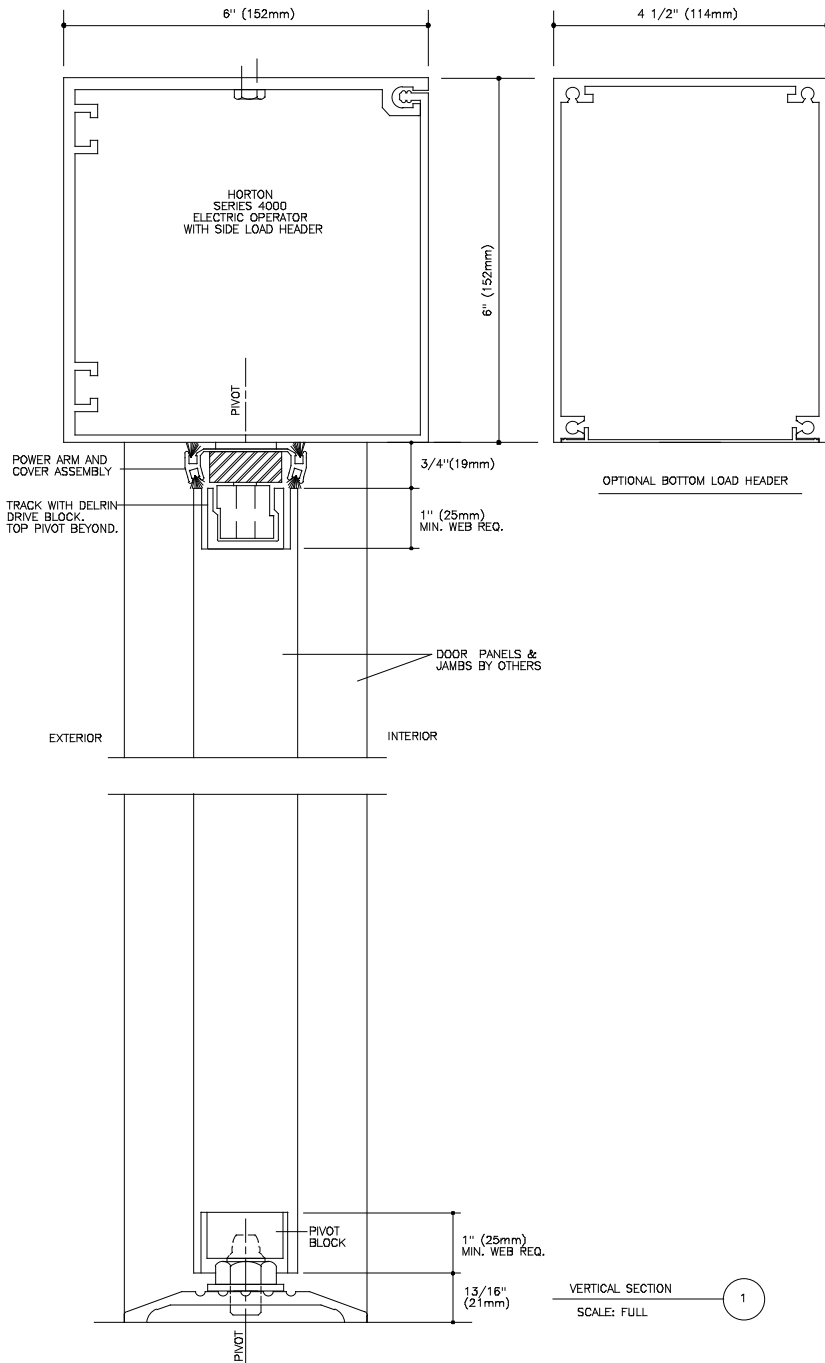 6" (152mm)
4 1/2" (114mm)
HORTON
SERIES 4000
ELECTRIC OPERATOR
WITH SIDE LOAD HEADER
6" (152mm)
PIVOT
POWER ARM AND
COVER ASSEMBLY
3/4"(19mm)
OPTIONAL BOTTOM LOAD HEADER
TRACK WITH DELRIN
DRIVE BLOCK.
TOP PIVOT BEYOND.
1" (25mm)
MIN. WEB REQ.
DOOR PANELS &
JAMBS BY OTHERS
EXTERIOR
INTERIOR
PIVOT
BLOCK
1" (25mm)
MIN. WEB REQ.
13/16"
(21mm)
VERTICAL SECTION
SCALE: FULL
1
PIVOT